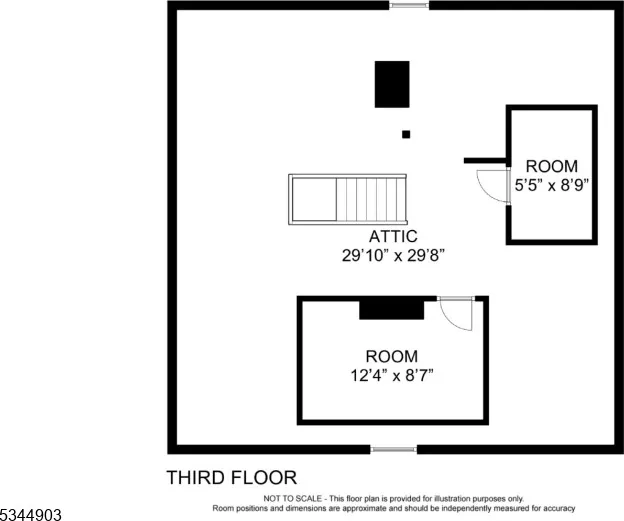 ROOM
5'5" x 8'9"
ATTIC
29'10" x 29'8"
ROOM
12'4" x 8'7"
THIRD FLOOR
NOT TO SCALE - This floor plan is provided for illustration purposes only.
Room positions and dimensions are approximate and should be independently measured for accuracy
5344903